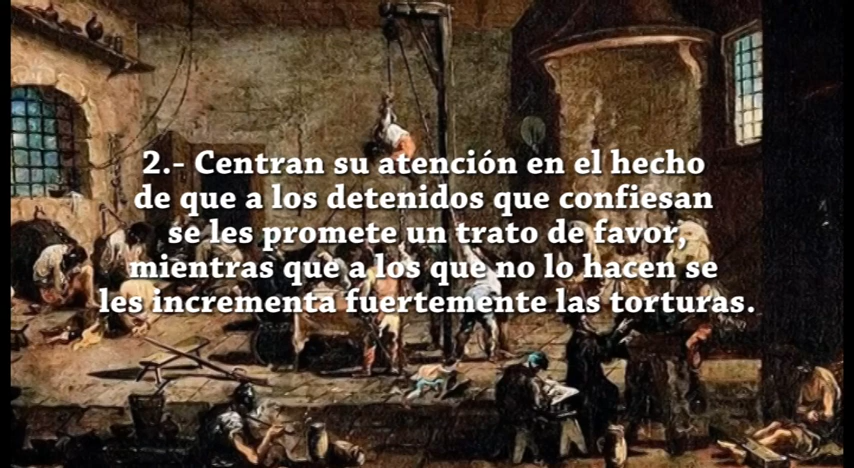 2.- Centran su atención en el hecho
de que a los detenidos que confiesan
se les promete un trato de favor,
mientras que a los que no lo hacen se
les incrementa fuertemente las torturas.